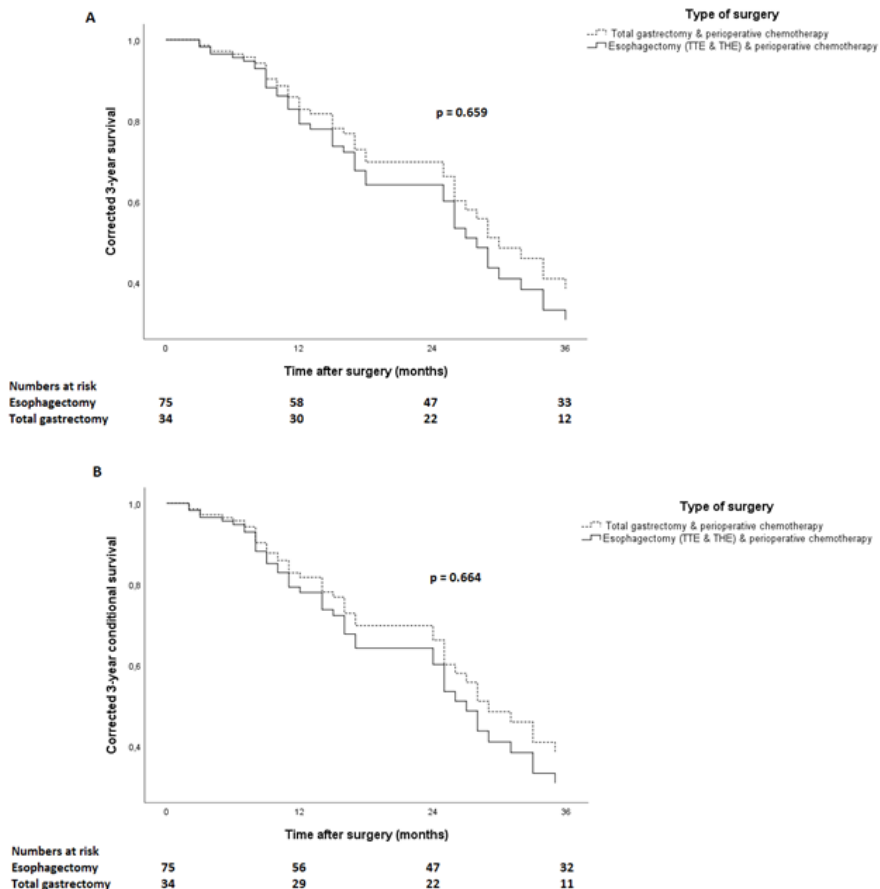 A
Type of surgery
Total gastrectomy & perioperative chemotherapy
Esophagectomy (TTE & THE) & perioperative chemotherapy
p = 0.659
Corrected 3-year survival
1,0
0,8
0,6
0,4
0 12 24 36
Time after surgery (months)
Numbers at risk
Esophagectomy 75 58 47 33
Total gastrectomy 34 30 22 12
B
Type of surgery
Total gastrectomy & perioperative chemotherapy
Esophagectomy (TTE & THE) & perioperative chemotherapy
p = 0.664
Corrected 3-year conditional survival
1,0
0,8
0,6
0,4
0 12 24 36
Time after surgery (months)
Numbers at risk
Esophagectomy 75 56 47 32
Total gastrectomy 34 29 22 11